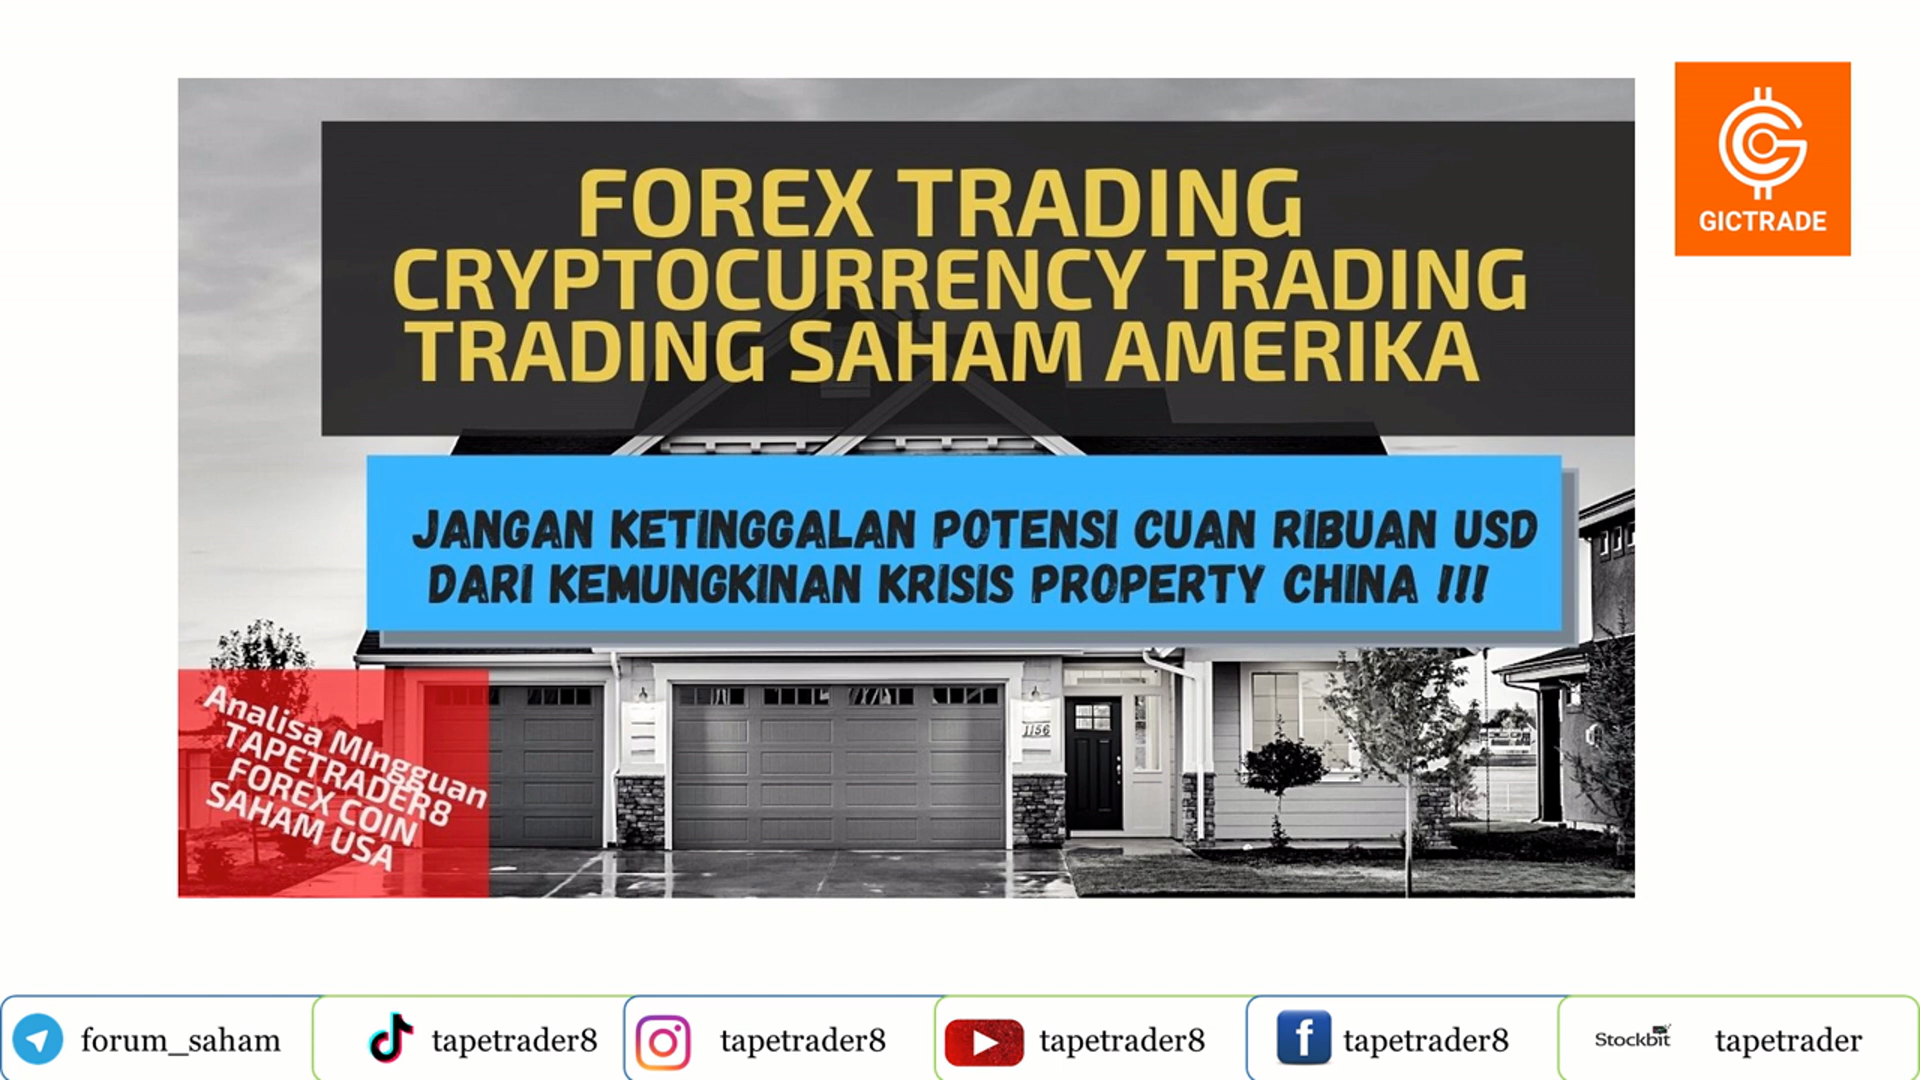 FOREX TRADING
CRYPTOCURRENCY TRADING
TRADING SAHAM AMERIKA
GICTRADE
JANGAN KETINGGALAN POTENSI CUAN RIBUAN USD
DARI KEMUNGKINAN KRISIS PROPERTY CHINA !!!
Analisa MIngguan
TAPETRADER8
FOREX COIN
SAHAM USA
1156
forum_saham
tapetrader8
tapetrader8
tapetrader8
tapetrader8
Stockbit
tapetrader